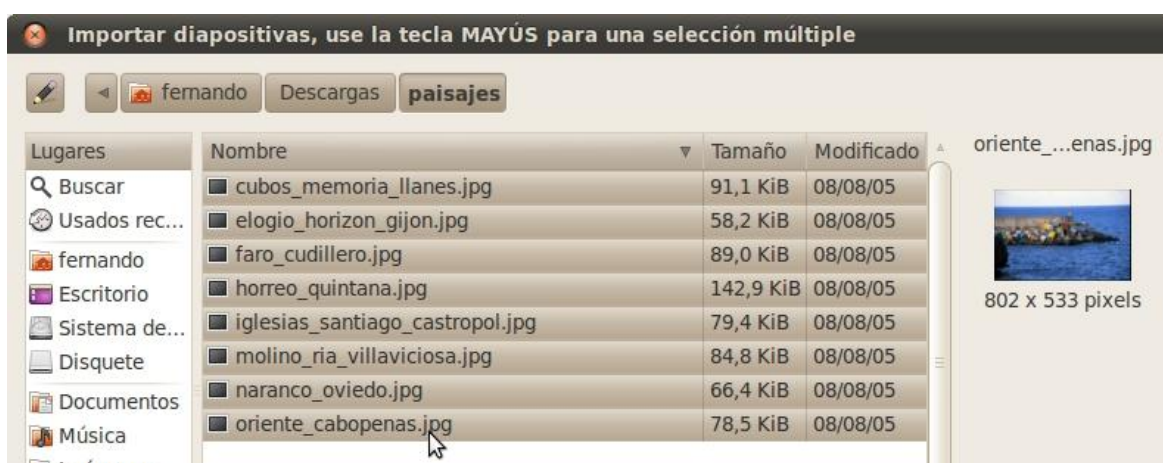 Importar diapositivas, use la tecla MAYÚS para una selección múltiple
fernando Descargas paisajes
Lugares
Buscar
Usados rec...
fernando
Escritorio
Sistema de...
Disquete
Documentos
Música
Nombre Tamaño Modificado
cubos_memoria_llanes.jpg 91,1 KiB 08/08/05
elogio_horizon_gijon.jpg 58,2 KiB 08/08/05
faro_cudillero.jpg 89,0 KiB 08/08/05
horreo_quintana.jpg 142,9 KiB 08/08/05
iglesias_santiago_castropol.jpg 79,4 KiB 08/08/05
molino_ria_villaviciosa.jpg 84,8 KiB 08/08/05
naranco_oviedo.jpg 66,4 KiB 08/08/05
oriente_cabopenas.jpg 78,5 KiB 08/08/05
oriente_...enas.jpg
802 x 533 pixels